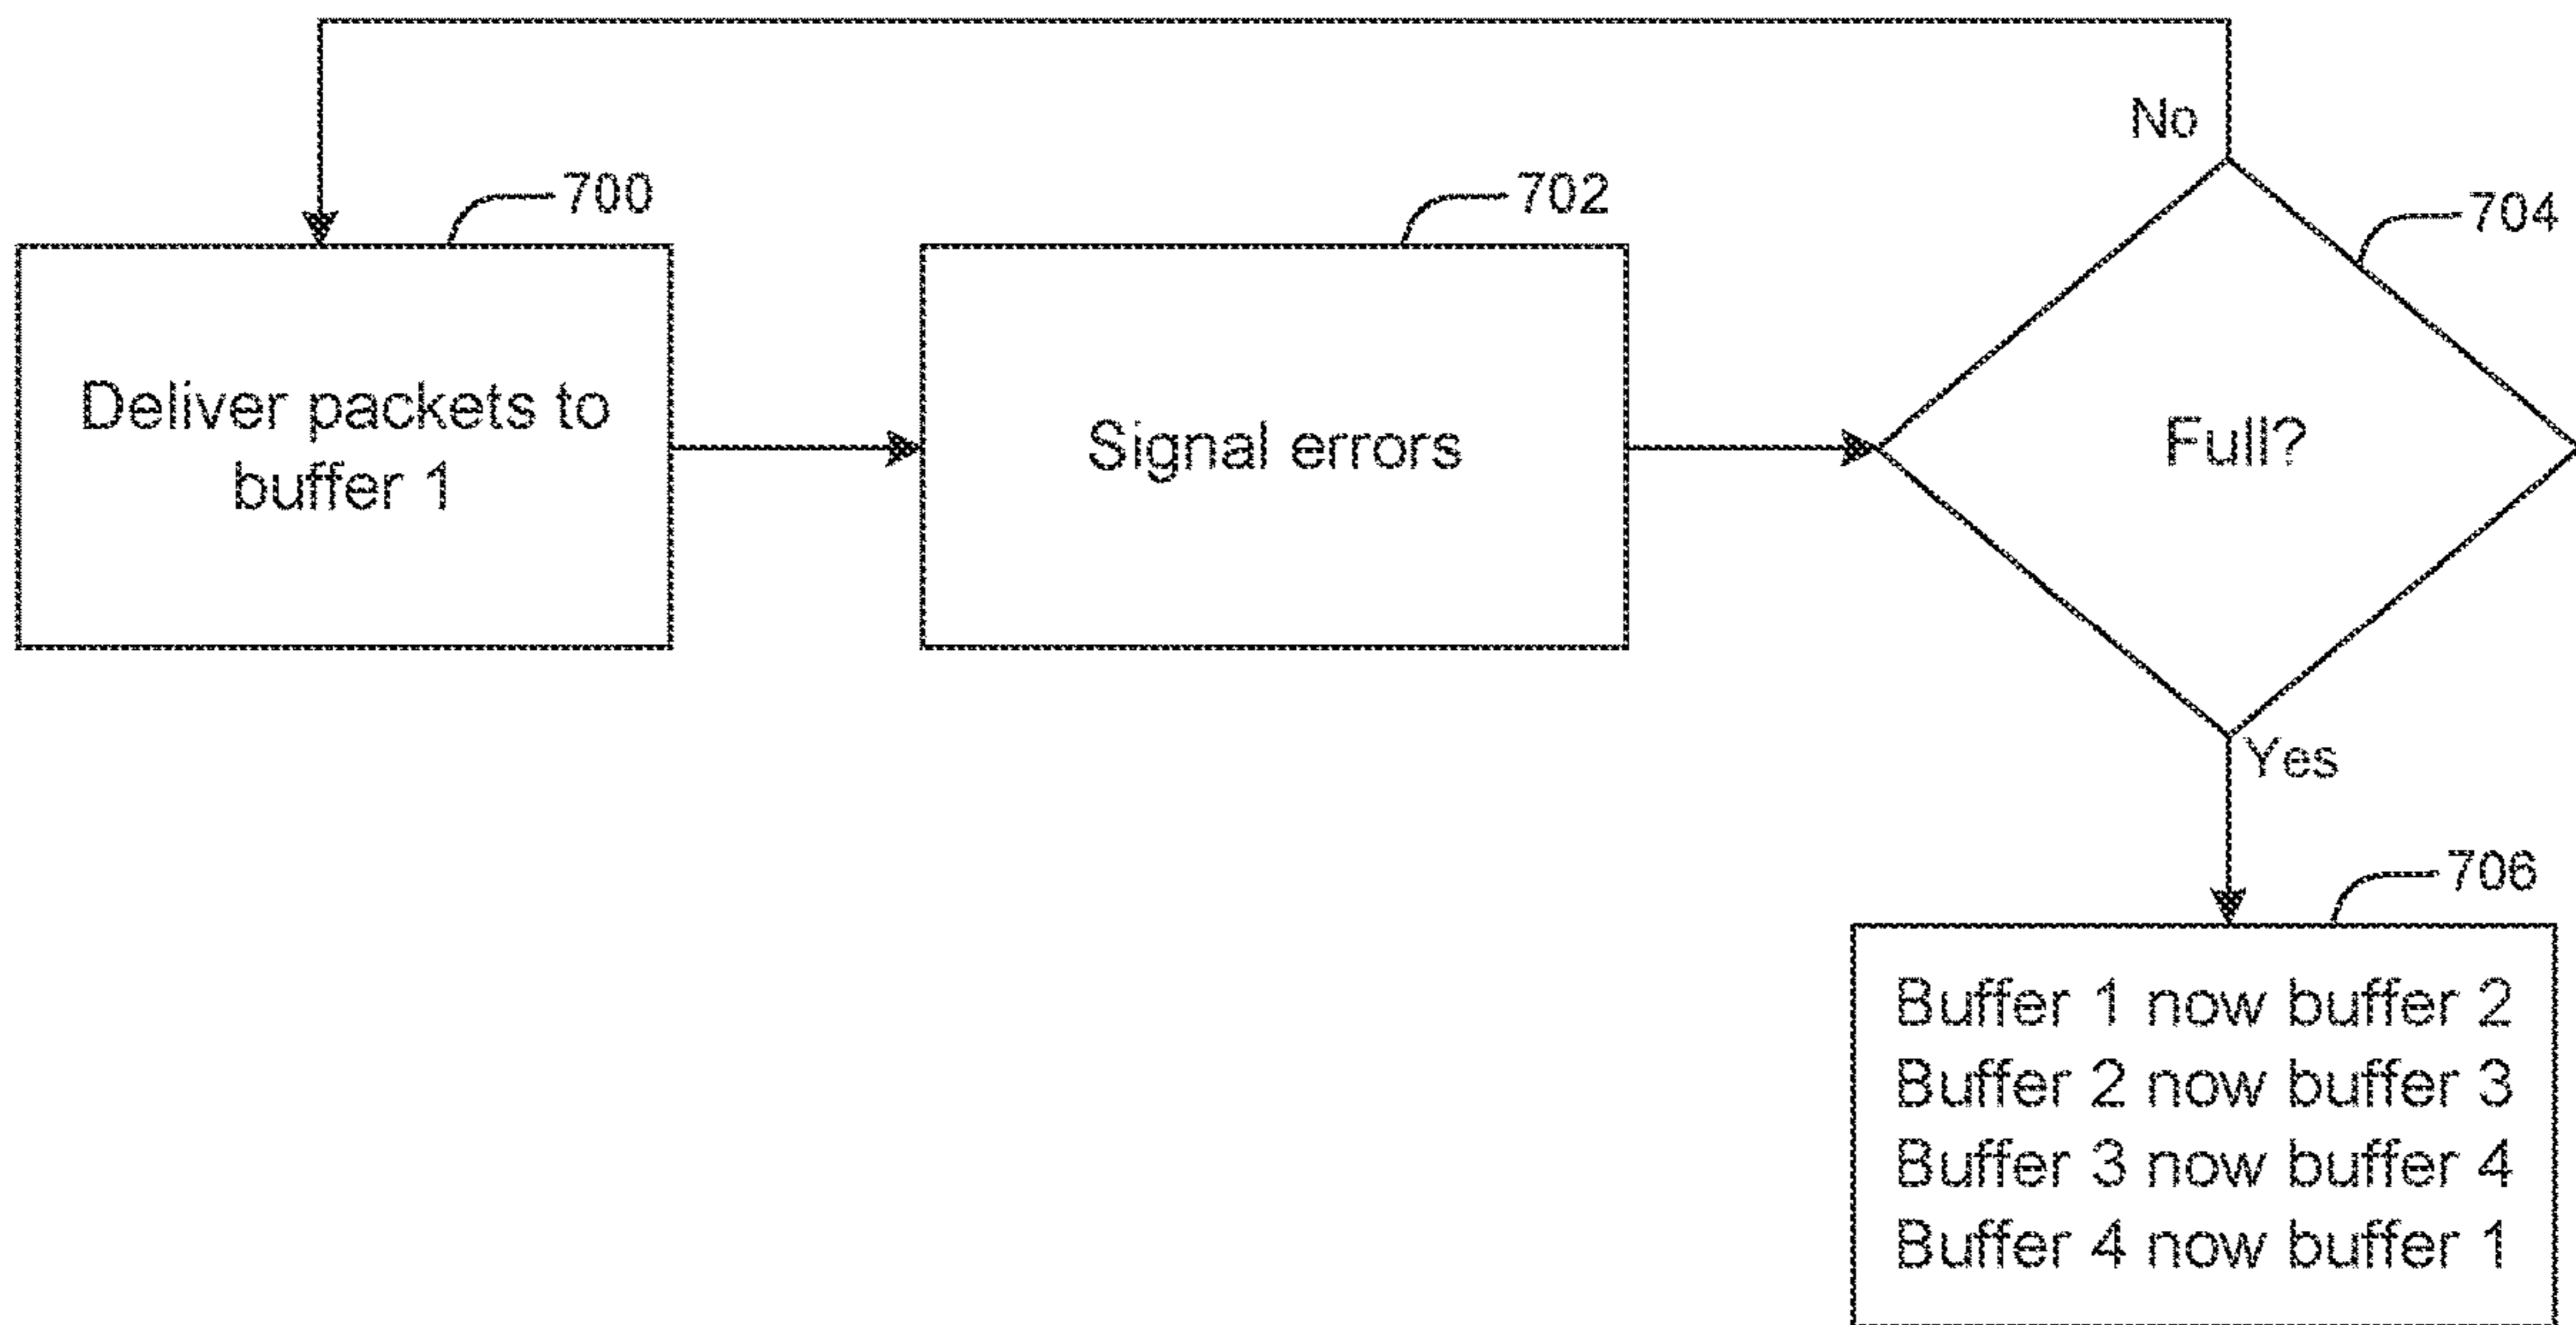 No
700
702
704
Deliver packets to
buffer 1
Signal errors
Full?
Yes
706
Buffer 1 now buffer 2
Buffer 2 now buffer 3
Buffer 3 now buffer 4
Buffer 4 now buffer 1